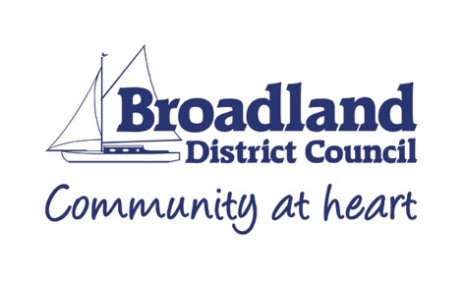 Broadland
District Council
Community at heart